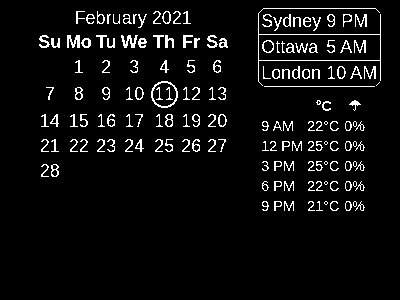 February 2021
Su Mo Tu We Th Fr Sa
1 2 3 4 5 6
7 8 9 10 11 12 13
14 15 16 17 18 19 20
21 22 23 24 25 26 27
28
Sydney 9 PM
Ottawa 5 AM
London 10 AM
°C ☂
9 AM 22°C 0%
12 PM 25°C 0%
3 PM 25°C 0%
6 PM 22°C 0%
9 PM 21°C 0%